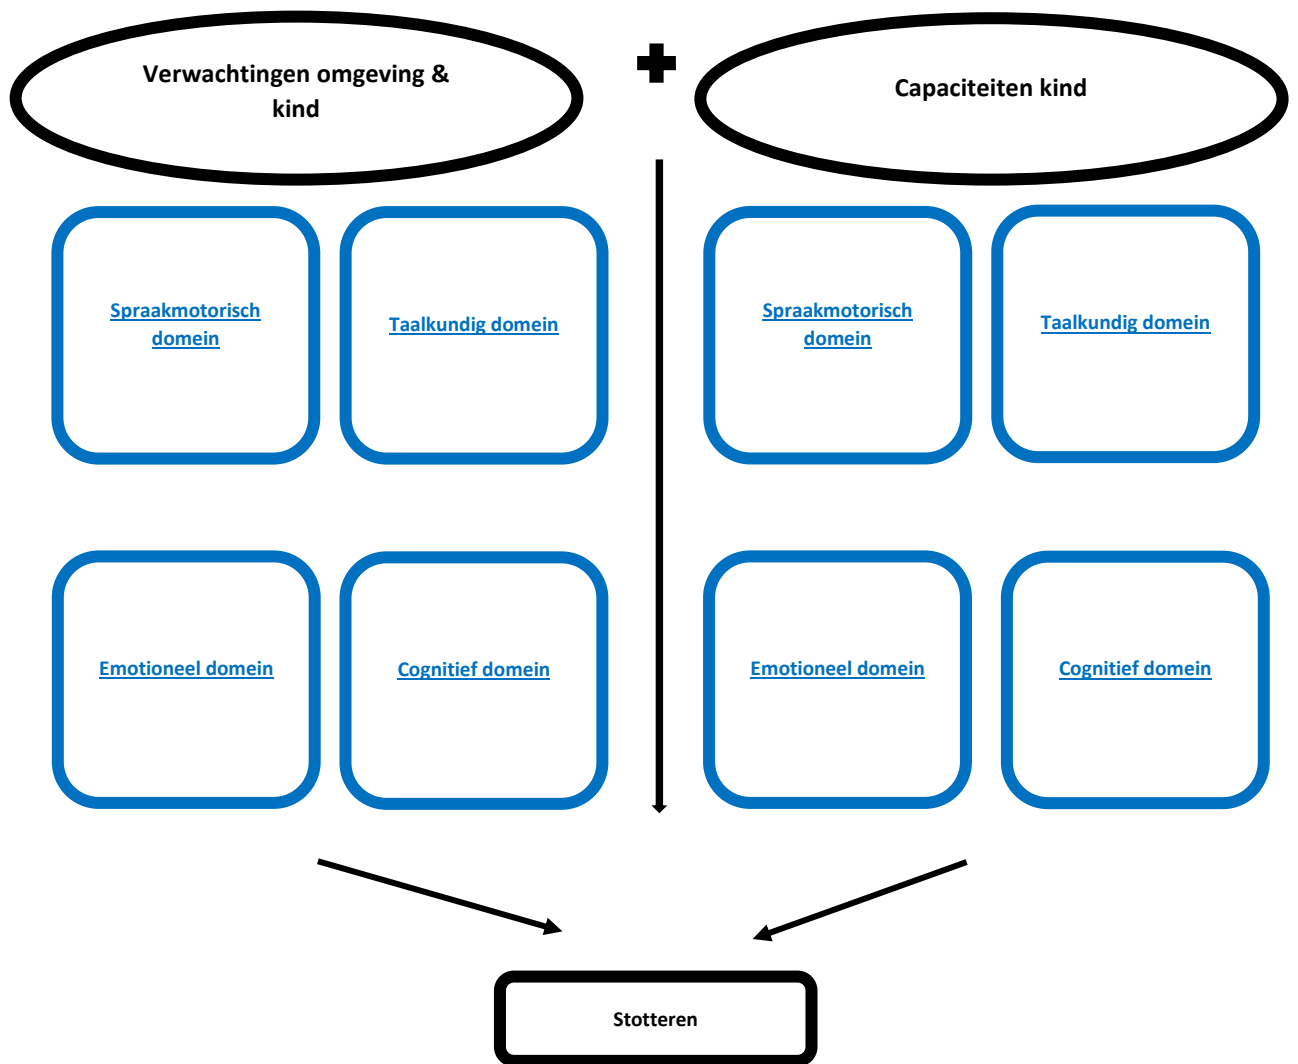 Verwachtingen omgeving &
kind
Capaciteiten kind
Spraakmotorisch
domein
Taalkundig domein
Spraakmotorisch
domein
Taalkundig domein
Emotioneel domein
Cognitief domein
Emotioneel domein
Cognitief domein
Stotteren